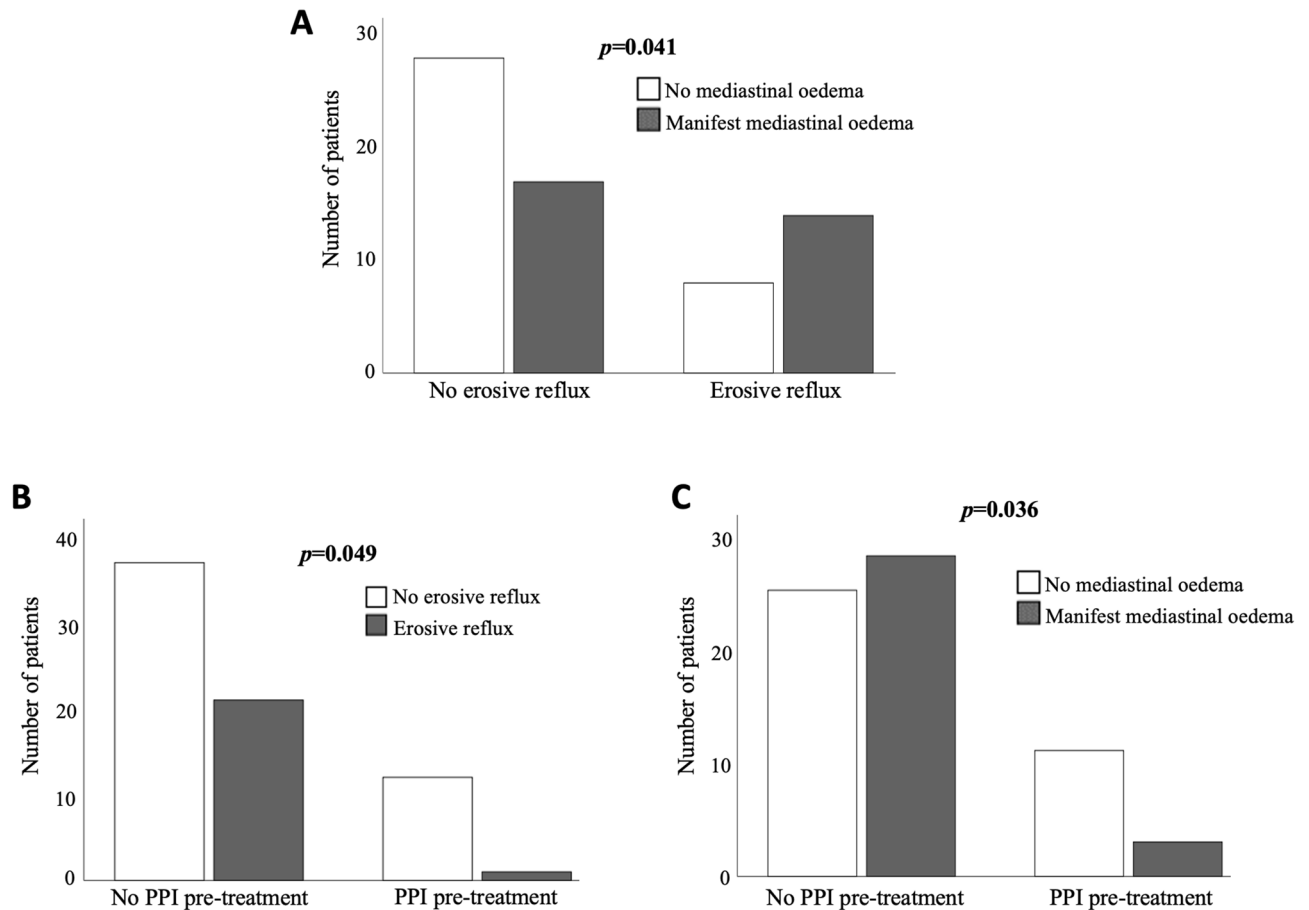 A
p=0.041
No mediastinal oedema
Manifest mediastinal oedema
Number of patients
30
20
10
0
No erosive reflux
Erosive reflux
B
p=0.049
No erosive reflux
Erosive reflux
Number of patients
40
30
20
10
0
No PPI pre-treatment
PPI pre-treatment
C
p=0.036
No mediastinal oedema
Manifest mediastinal oedema
Number of patients
30
20
10
0
No PPI pre-treatment
PPI pre-treatment